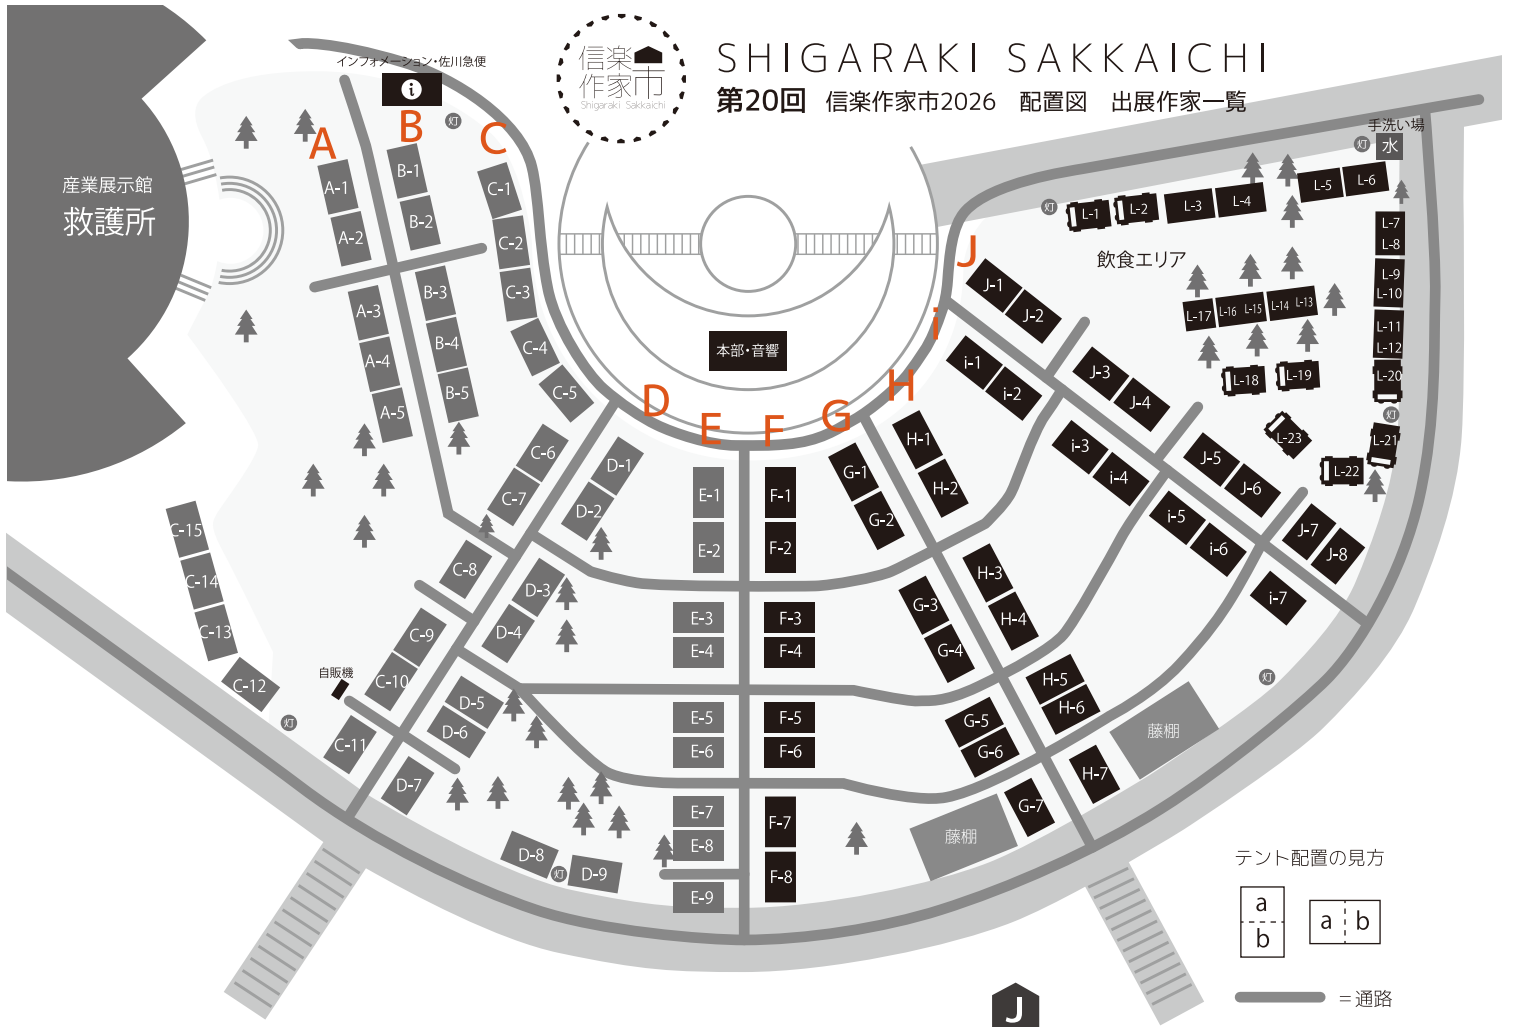 インフォメーション・佐川急便
i
信楽
作家市
Shigaraki Sakkaichi
SHIGARAKI SAKKAICHI
第20回 信楽作家市2026 配置図 出展作家一覧
産業展示館
救護所
本部・音響
飲食エリア
手洗い場
水
自販機
藤棚
藤棚
灯
灯
灯
灯
灯
灯
灯
A
A-1
A-2
A-3
A-4
A-5
B
B-1
B-2
B-3
B-4
B-5
C
C-1
C-2
C-3
C-4
C-5
C-6
C-7
C-8
C-9
C-10
C-11
C-12
C-13
C-14
C-15
D
D-1
D-2
D-3
D-4
D-5
D-6
D-7
D-8
D-9
E
E-1
E-2
E-3
E-4
E-5
E-6
E-7
E-8
E-9
F
F-1
F-2
F-3
F-4
F-5
F-6
F-7
F-8
G
G-1
G-2
G-3
G-4
G-5
G-6
G-7
H
H-1
H-2
H-3
H-4
H-5
H-6
H-7
i
i-1
i-2
i-3
i-4
i-5
i-6
i-7
J
J-1
J-2
J-3
J-4
J-5
J-6
J-7
J-8
L-1
L-2
L-3
L-4
L-5
L-6
L-7
L-8
L-9
L-10
L-11
L-12
L-17
L-16
L-15
L-14
L-13
L-18
L-19
L-20
L-21
L-22
L-23
テント配置の見方
a
b
a b
=通路
J